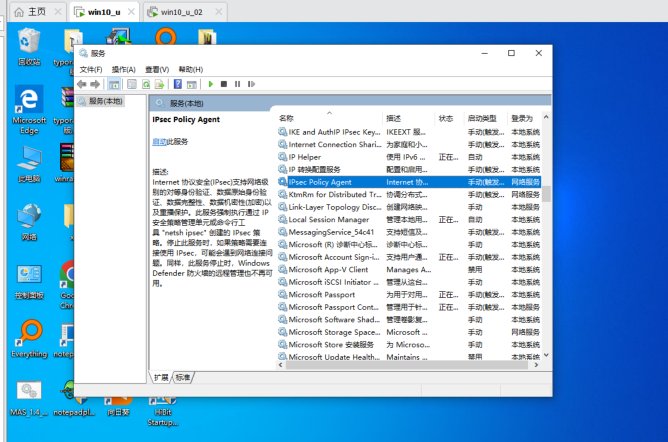 主页
win10_u
win10_u_02
服务
文件(F) 操作(A) 查看(V) 帮助(H)
服务(本地)
服务(本地)
IPsec Policy Agent
启动此服务
描述:
Internet 协议安全(IPsec)支持网络级
别的对等身份验证、数据原始身份验
证、数据完整性、数据机密性(加密)以
及重播保护。此服务强制执行通过 IP
安全策略管理单元或命令行工
具 "netsh ipsec" 创建的 IPsec 策
略。停止此服务时，如果策略需要连
接使用 IPsec，可能会遇到网络连接问
题。同样，此服务停止时，Windows
Defender 防火墙的远程管理也不再可
用。
名称 描述 状态 启动类型 登录为
IKE and AuthIP IPsec Key... IKEEXT 服... 手动(触发... 本地系统
Internet Connection Shari... 为家庭和小... 手动(触发... 本地系统
IP Helper 使用 IPv6 ... 正在... 自动 本地系统
IP 转换配置服务 配置和启用... 手动(触发... 本地系统
IPsec Policy Agent Internet 协... 手动(触发... 网络服务
KtmRm for Distributed Tr... 协调分布式... 手动(触发... 网络服务
Link-Layer Topology Disc... 创建网络映... 手动 本地服务
Local Session Manager 管理本地用... 正在... 自动 本地系统
MessagingService_54c41 支持短信及... 手动(触发... 本地系统
Microsoft (R) 诊断中心标... 诊断中心标... 手动 本地系统
Microsoft Account Sign-i... 支持用户通... 正在... 手动(触发... 本地系统
Microsoft App-V Client Manages A... 禁用 本地系统
Microsoft iSCSI Initiator ... 管理从这台... 手动 本地系统
Microsoft Passport 为用于对用... 正在... 手动(触发... 本地系统
Microsoft Passport Cont... 管理用于针... 正在... 手动(触发... 本地服务
Microsoft Software Shad... 管理卷影复... 手动 本地系统
Microsoft Storage Space... Microsoft ... 手动 网络服务
Microsoft Store 安装服务 为 Microso... 手动 本地系统
Microsoft Update Health... Maintains ... 禁用 本地系统
扩展 标准
回收站
typor...
Microsoft
Edge
typora...
版.
此电脑
winra...
网络
控制面板
Goo...
Chro...
Everything
notep...
MAS_1.4_...
notepadpl...
向日葵
HiBit
Startup...